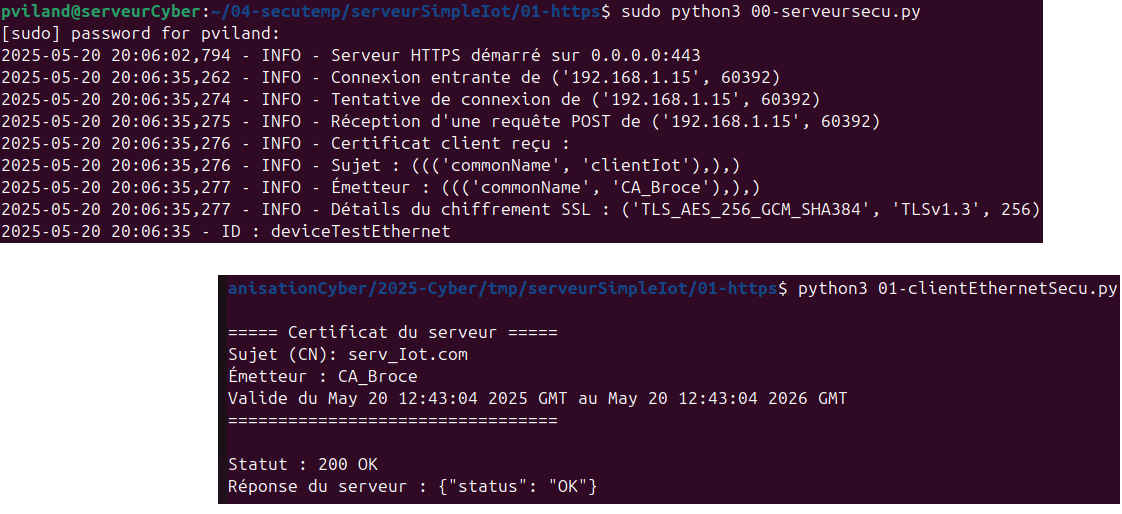 pviland@serveurCyber:~/04-secutemp/serveurSimpleIot/01-https$ sudo python3 00-serveursecu.py
[sudo] password for pviland:
2025-05-20 20:06:02,794 - INFO - Serveur HTTPS démarré sur 0.0.0.0:443
2025-05-20 20:06:35,262 - INFO - Connexion entrante de ('192.168.1.15', 60392)
2025-05-20 20:06:35,274 - INFO - Tentative de connexion de ('192.168.1.15', 60392)
2025-05-20 20:06:35,275 - INFO - Réception d'une requête POST de ('192.168.1.15', 60392)
2025-05-20 20:06:35,276 - INFO - Certificat client reçu :
2025-05-20 20:06:35,276 - INFO - Sujet : ((('commonName', 'clientIot'),),)
2025-05-20 20:06:35,277 - INFO - Émetteur : ((('commonName', 'CA_Broce'),),)
2025-05-20 20:06:35,277 - INFO - Détails du chiffrement SSL : ('TLS_AES_256_GCM_SHA384', 'TLSv1.3', 256)
2025-05-20 20:06:35 - ID : deviceTestEthernet
anisationCyber/2025-Cyber/tmp/serveurSimpleIot/01-https$ python3 01-clientEthernetSecu.py
===== Certificat du serveur =====
Sujet (CN): serv_Iot.com
Émetteur : CA_Broce
Valide du May 20 12:43:04 2025 GMT au May 20 12:43:04 2026 GMT
=================================
Statut : 200 OK
Réponse du serveur : {"status": "OK"}